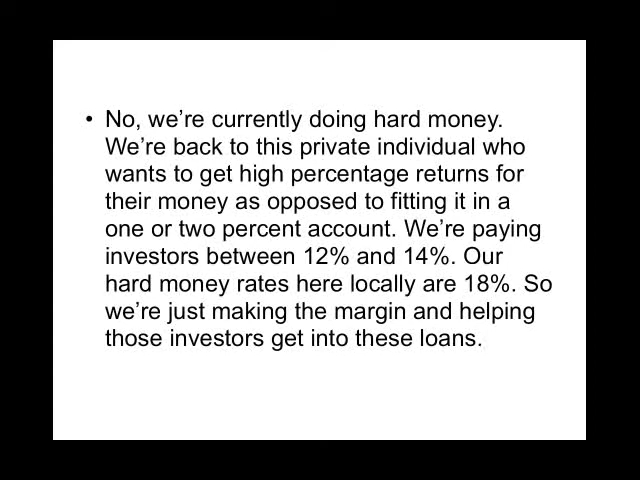 • No, we’re currently doing hard money.
We’re back to this private individual who
wants to get high percentage returns for
their money as opposed to fitting it in a
one or two percent account. We’re paying
investors between 12% and 14%. Our
hard money rates here locally are 18%. So
we’re just making the margin and helping
those investors get into these loans.